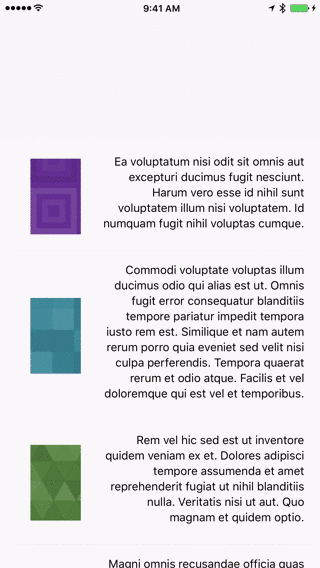 9:41 AM
Ea voluptatum nisi odit sit omnis aut
excepturi ducimus fugit nesciunt.
Harum vero esse id nihil sunt
voluptatem illum nisi voluptatem. Id
numquam fugit nihil voluptas cumque.
Commodi voluptate voluptas illum
ducimus odio qui alias est ut. Omnis
fugit error consequatur blanditiis
tempore pariatur impedit tempora
iusto rem est. Similique et nam autem
rerum porro quia eveniet sed velit nisi
culpa perferendis. Tempora quaerat
rerum et odio atque. Facilis et vel
doloremque qui est vel et temporibus.
Rem vel hic sed est ut inventore
quidem veniam ex et. Dolores adipisci
tempore assumenda et amet
reprehenderit fugiat ut nihil blanditiis
nulla. Veritatis nisi ut aut. Quo
magnam et quidem optio.
Magni omnis recusandae officia quas